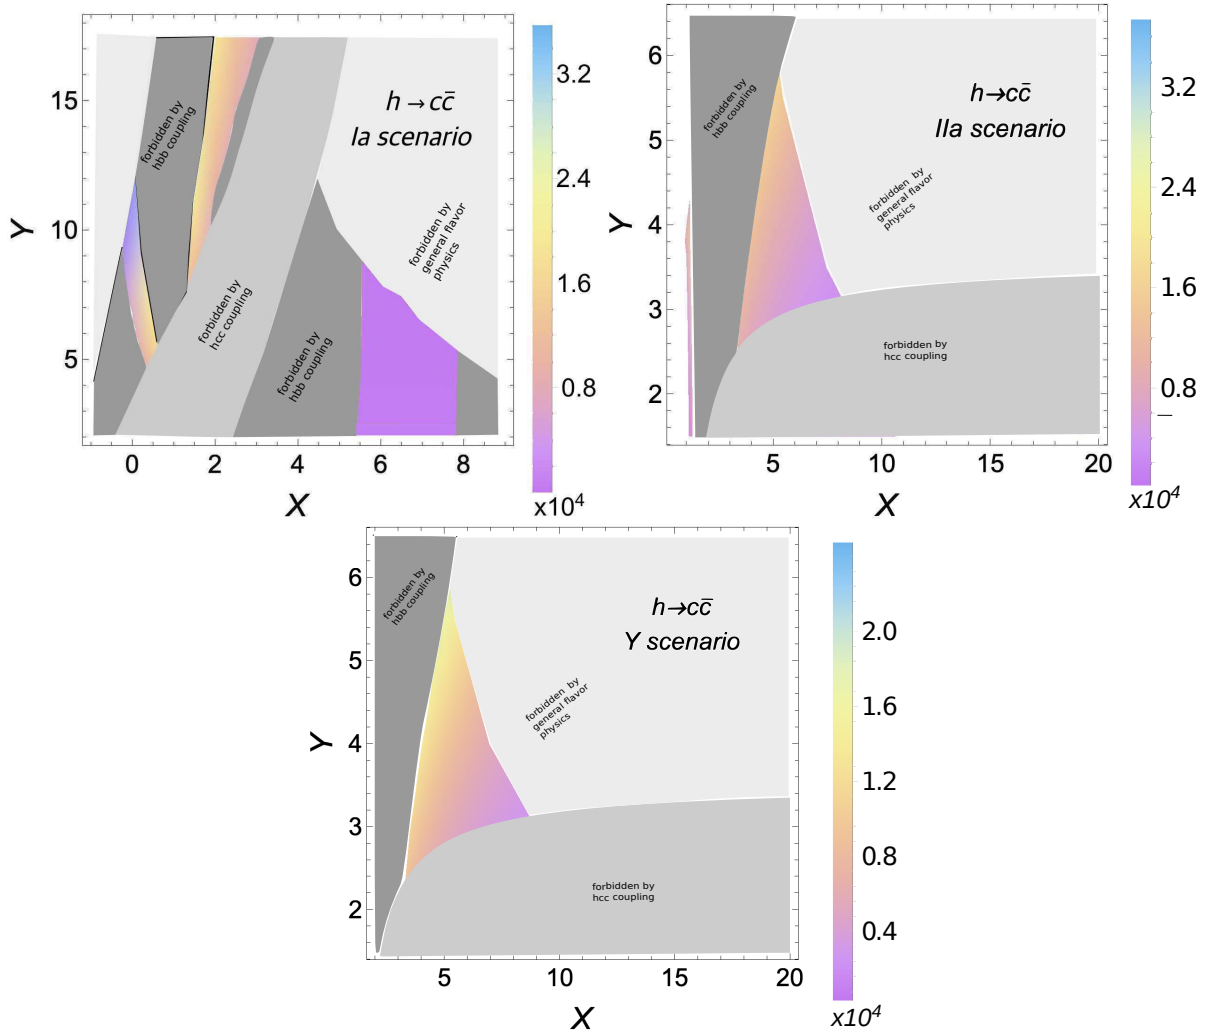 15
10
5
Y
0
2
4
6
8
X
h → cc̄
Ia scenario
forbidden by
hbb coupling
forbidden by
general flavor
physics
forbidden by
hcc coupling
forbidden by
hbb coupling
3.2
2.4
1.6
0.8
x10⁴
6
5
4
3
2
Y
5
10
15
20
X
h→cc̄
IIa scenario
forbidden by
hbb coupling
forbidden by
general flavor
physics
forbidden by
hcc coupling
3.2
2.4
1.6
0.8
x10⁴
6
5
4
3
2
Y
5
10
15
20
X
h→cc̄
Y scenario
forbidden by
hbb coupling
forbidden by
general flavor
physics
forbidden by
hcc coupling
2.0
1.6
1.2
0.8
0.4
x10⁴